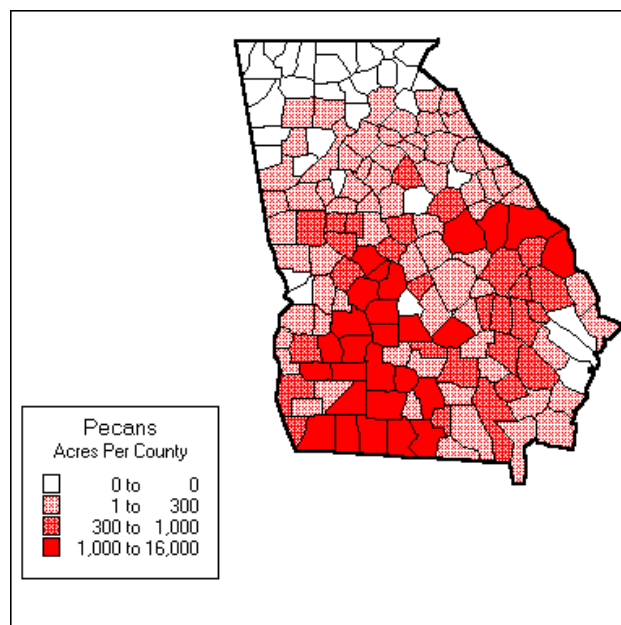 Pecans
Acres Per County
0 to 0
1 to 300
300 to 1,000
1,000 to 16,000